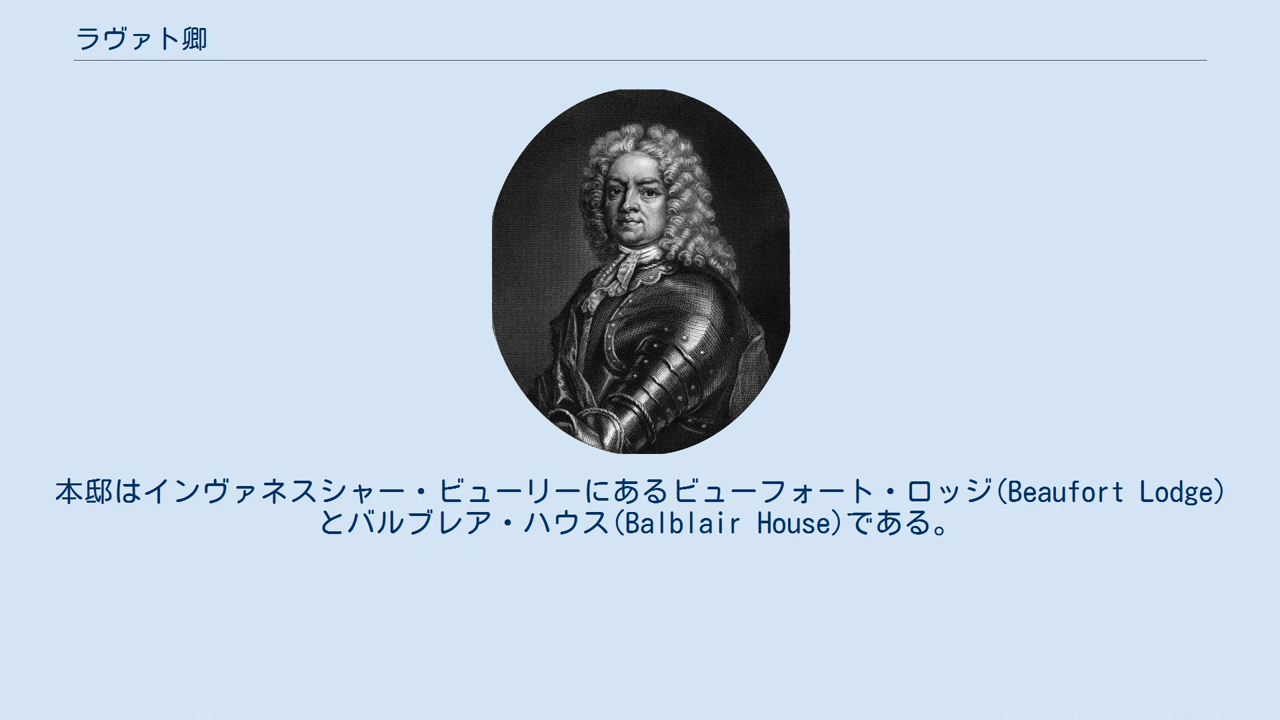 ラヴァト卿
本邸はインヴァネスシャー・ビューリーにあるビューフォート・ロッジ(Beaufort Lodge)
とバルブレア・ハウス(Balblair House)である。